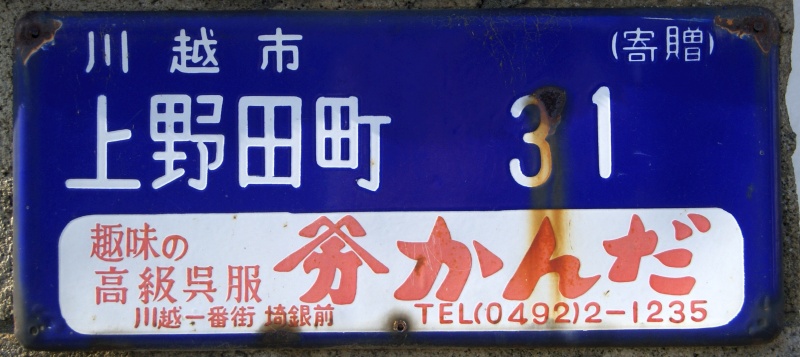 川越市 (寄贈)
上野田町 31
趣味の
高級呉服
かんだ
川越一番街 埼銀前 TEL(0492)2-1235